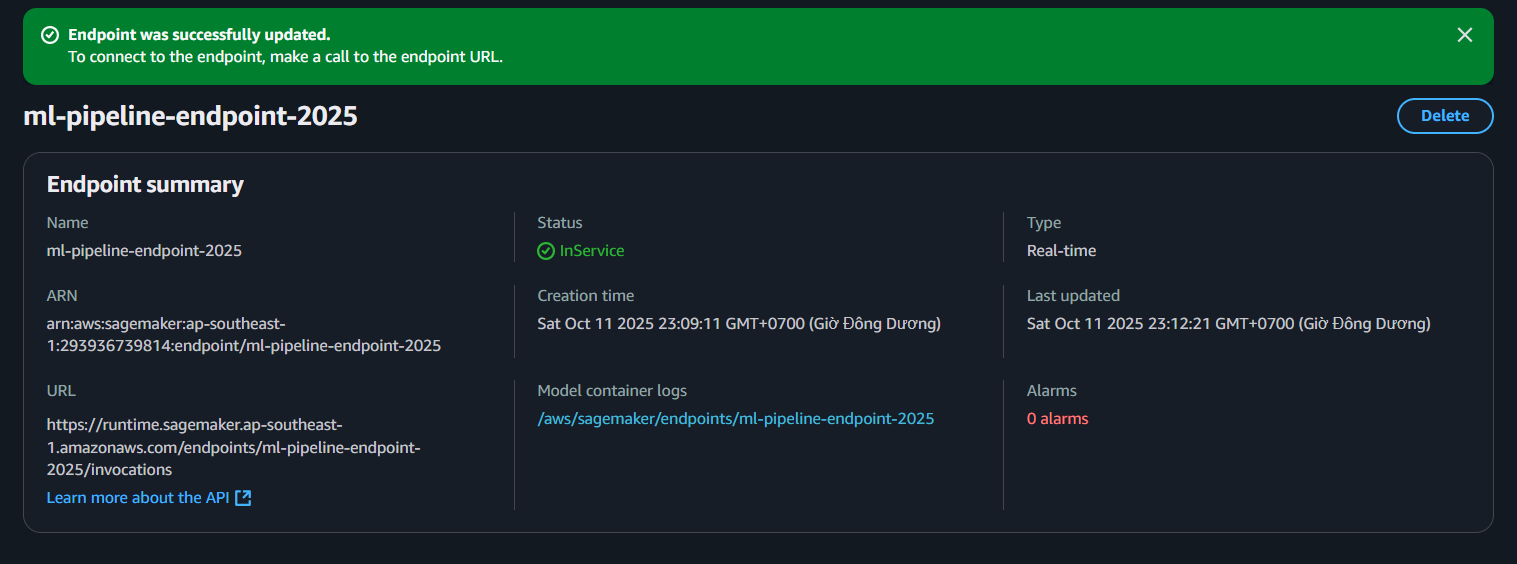 Endpoint was successfully updated.
To connect to the endpoint, make a call to the endpoint URL.
ml-pipeline-endpoint-2025
Delete
Endpoint summary
Name
ml-pipeline-endpoint-2025
Status
InService
Type
Real-time
ARN
arn:aws:sagemaker:ap-southeast-
1:293936739814:endpoint/ml-pipeline-endpoint-2025
Creation time
Sat Oct 11 2025 23:09:11 GMT+0700 (Giờ Đông Dương)
Last updated
Sat Oct 11 2025 23:12:21 GMT+0700 (Giờ Đông Dương)
URL
https://runtime.sagemaker.ap-southeast-
1.amazonaws.com/endpoints/ml-pipeline-endpoint-
2025/invocations
Learn more about the API
Model container logs
/aws/sagemaker/endpoints/ml-pipeline-endpoint-2025
Alarms
0 alarms